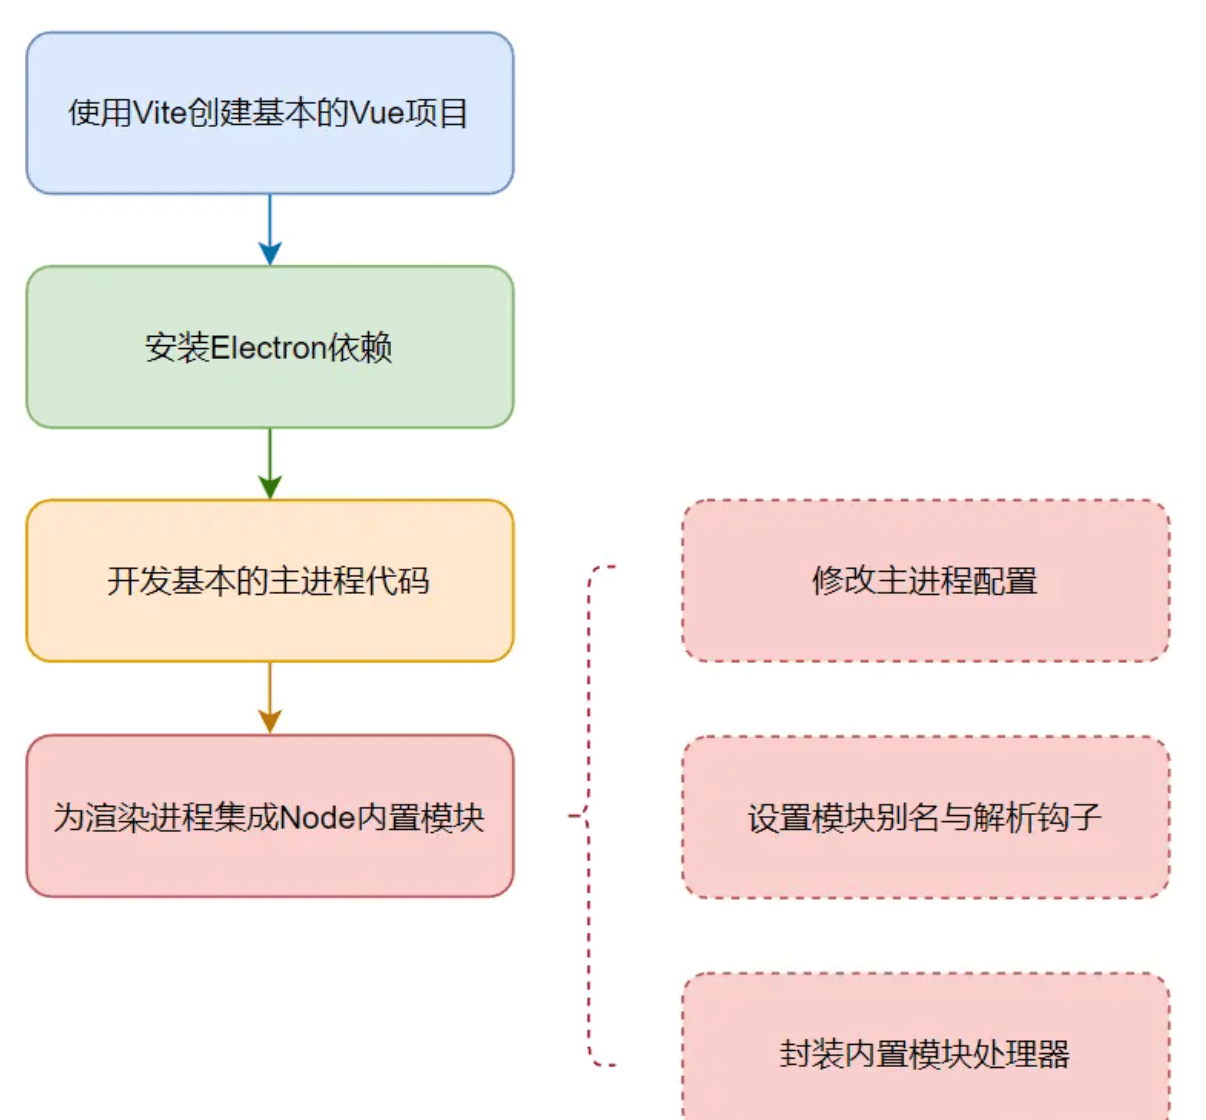 使用Vite创建基本的Vue项目
安装Electron依赖
开发基本的主进程代码
为渲染进程集成Node内置模块
修改主进程配置
设置模块别名与解析钩子
封装内置模块处理器